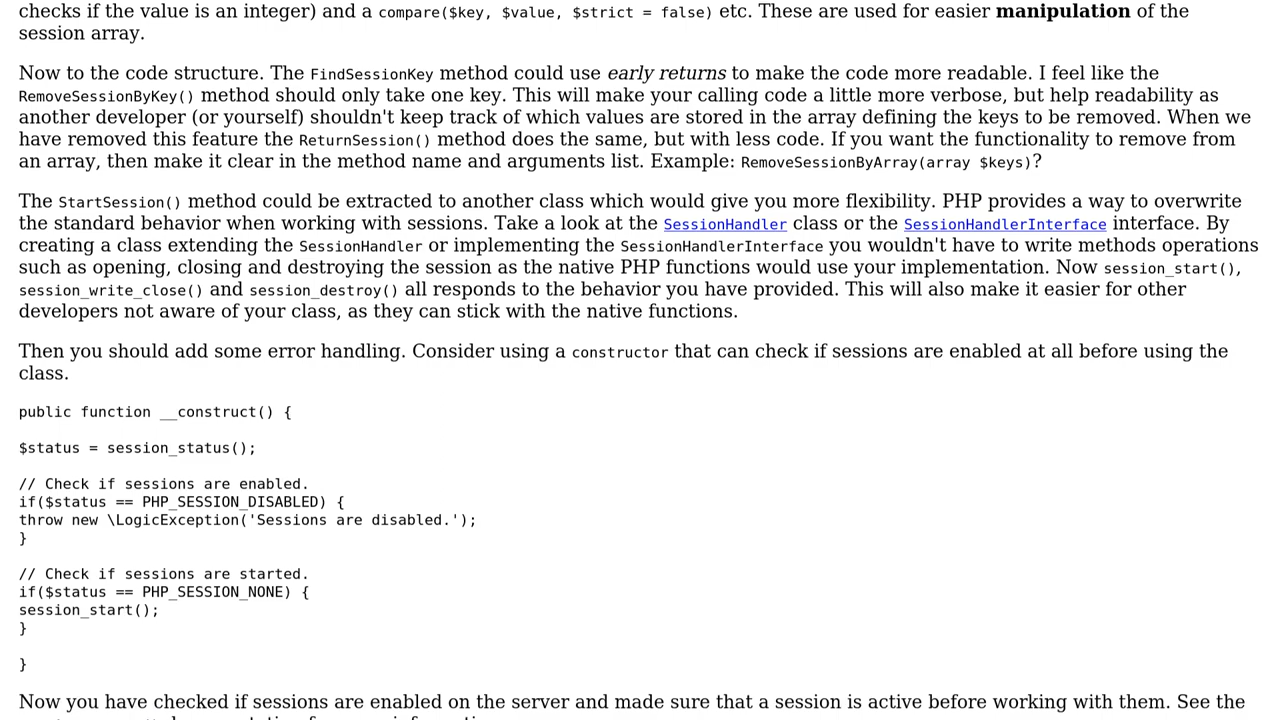 checks if the value is an integer) and a compare($key, $value, $strict = false) etc. These are used for easier manipulation of the
session array.
Now to the code structure. The FindSessionKey method could use early returns to make the code more readable. I feel like the
RemoveSessionByKey() method should only take one key. This will make your calling code a little more verbose, but help readability as
another developer (or yourself) shouldn't keep track of which values are stored in the array defining the keys to be removed. When we
have removed this feature the ReturnSession() method does the same, but with less code. If you want the functionality to remove from
an array, then make it clear in the method name and arguments list. Example: RemoveSessionByArray(array $keys)?
The StartSession() method could be extracted to another class which would give you more flexibility. PHP provides a way to overwrite
the standard behavior when working with sessions. Take a look at the SessionHandler class or the SessionHandlerInterface interface. By
creating a class extending the SessionHandler or implementing the SessionHandlerInterface you wouldn't have to write methods operations
such as opening, closing and destroying the session as the native PHP functions would use your implementation. Now session_start(),
session_write_close() and session_destroy() all responds to the behavior you have provided. This will also make it easier for other
developers not aware of your class, as they can stick with the native functions.
Then you should add some error handling. Consider using a constructor that can check if sessions are enabled at all before using the
class.
public function __construct() {
$status = session_status();
// Check if sessions are enabled.
if($status == PHP_SESSION_DISABLED) {
throw new \LogicException('Sessions are disabled.');
}
// Check if sessions are started.
if($status == PHP_SESSION_NONE) {
session_start();
}
}
Now you have checked if sessions are enabled on the server and made sure that a session is active before working with them. See the